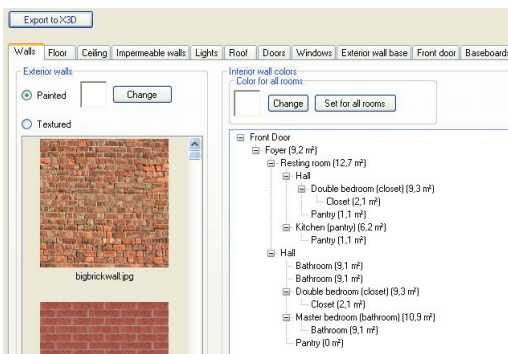 Export to X3D
Walls Floor Ceiling Impermeable walls Lights Roof Doors Windows Exterior wall base Front door Baseboards
Exterior walls
Painted Change
Textured
bigbrickwall.jpg
Interior wall colors
Color for all rooms
Change Set for all rooms
Front Door
Foyer (9,2 m²)
Resting room (12,7 m²)
Hall
Double bedroom (closet) (9,3 m²)
Closet (2,1 m²)
Pantry (1,1 m²)
Kitchen (pantry) (6,2 m²)
Pantry (1,1 m²)
Hall
Bathroom (9,1 m²)
Bathroom (9,1 m²)
Double bedroom (closet) (9,3 m²)
Closet (2,1 m²)
Master bedroom (bathroom) (10,9 m²)
Bathroom (9,1 m²)
Pantry (0 m²)